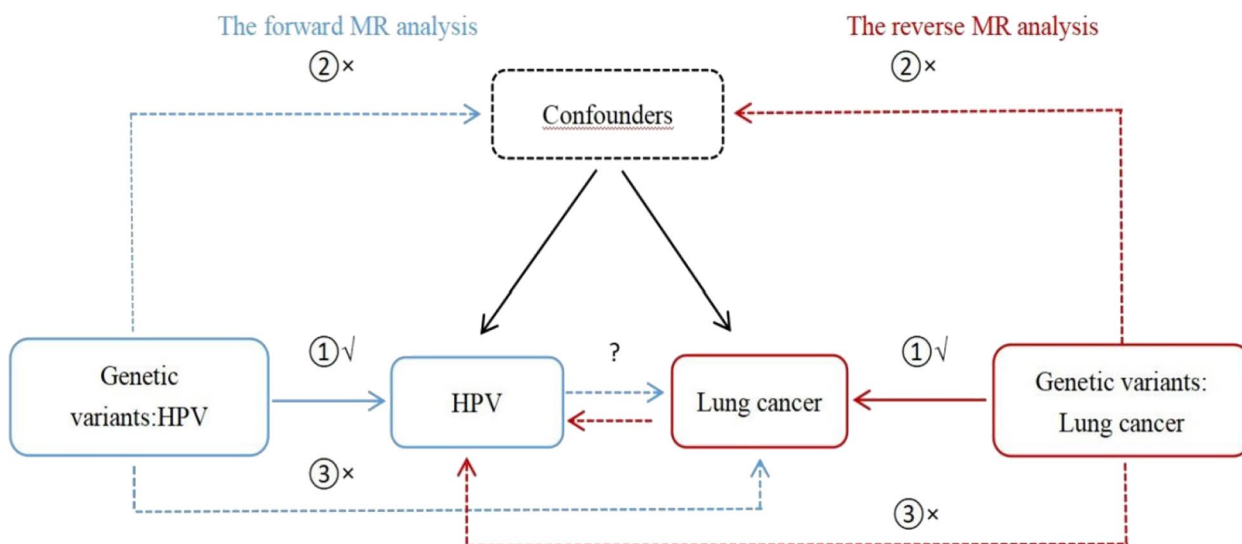 The forward MR analysis
The reverse MR analysis
②×
②×
Confounders
①√
?
①√
Genetic
variants:HPV
HPV
Lung cancer
Genetic variants:
Lung cancer
③×
③×